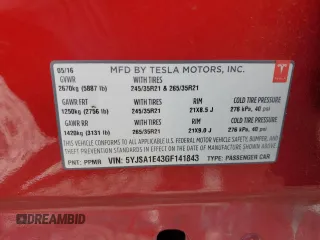 05/16 MFD BY TESLA MOTORS, INC.
GVWR WITH TIRES
2670kg (5887 lb) 245/35R21 & 265/35R21
GAWR FRT WITH TIRES RIM COLD TIRE PRESSURE
1250kg (2756 lb) 245/35R21 21X8.5 J 276 kPa, 40 psi
GAWR RR WITH TIRES RIM COLD TIRE PRESSURE
1420kg (3131 lb) 265/35R21 21X9.0 J 276 kPa, 40 psi
THIS VEHICLE CONFORMS TO ALL APPLICABLE U.S. FEDERAL MOTOR VEHICLE SAFETY, BUMPER, AND
THEFT PREVENTION STANDARDS IN EFFECT ON THE DATE OF MANUFACTURE SHOWN ABOVE.
PNT: PPMR VIN: 5YJSA1E43GF141843 TYPE: PASSENGER CAR
TESLA
DREAMBID